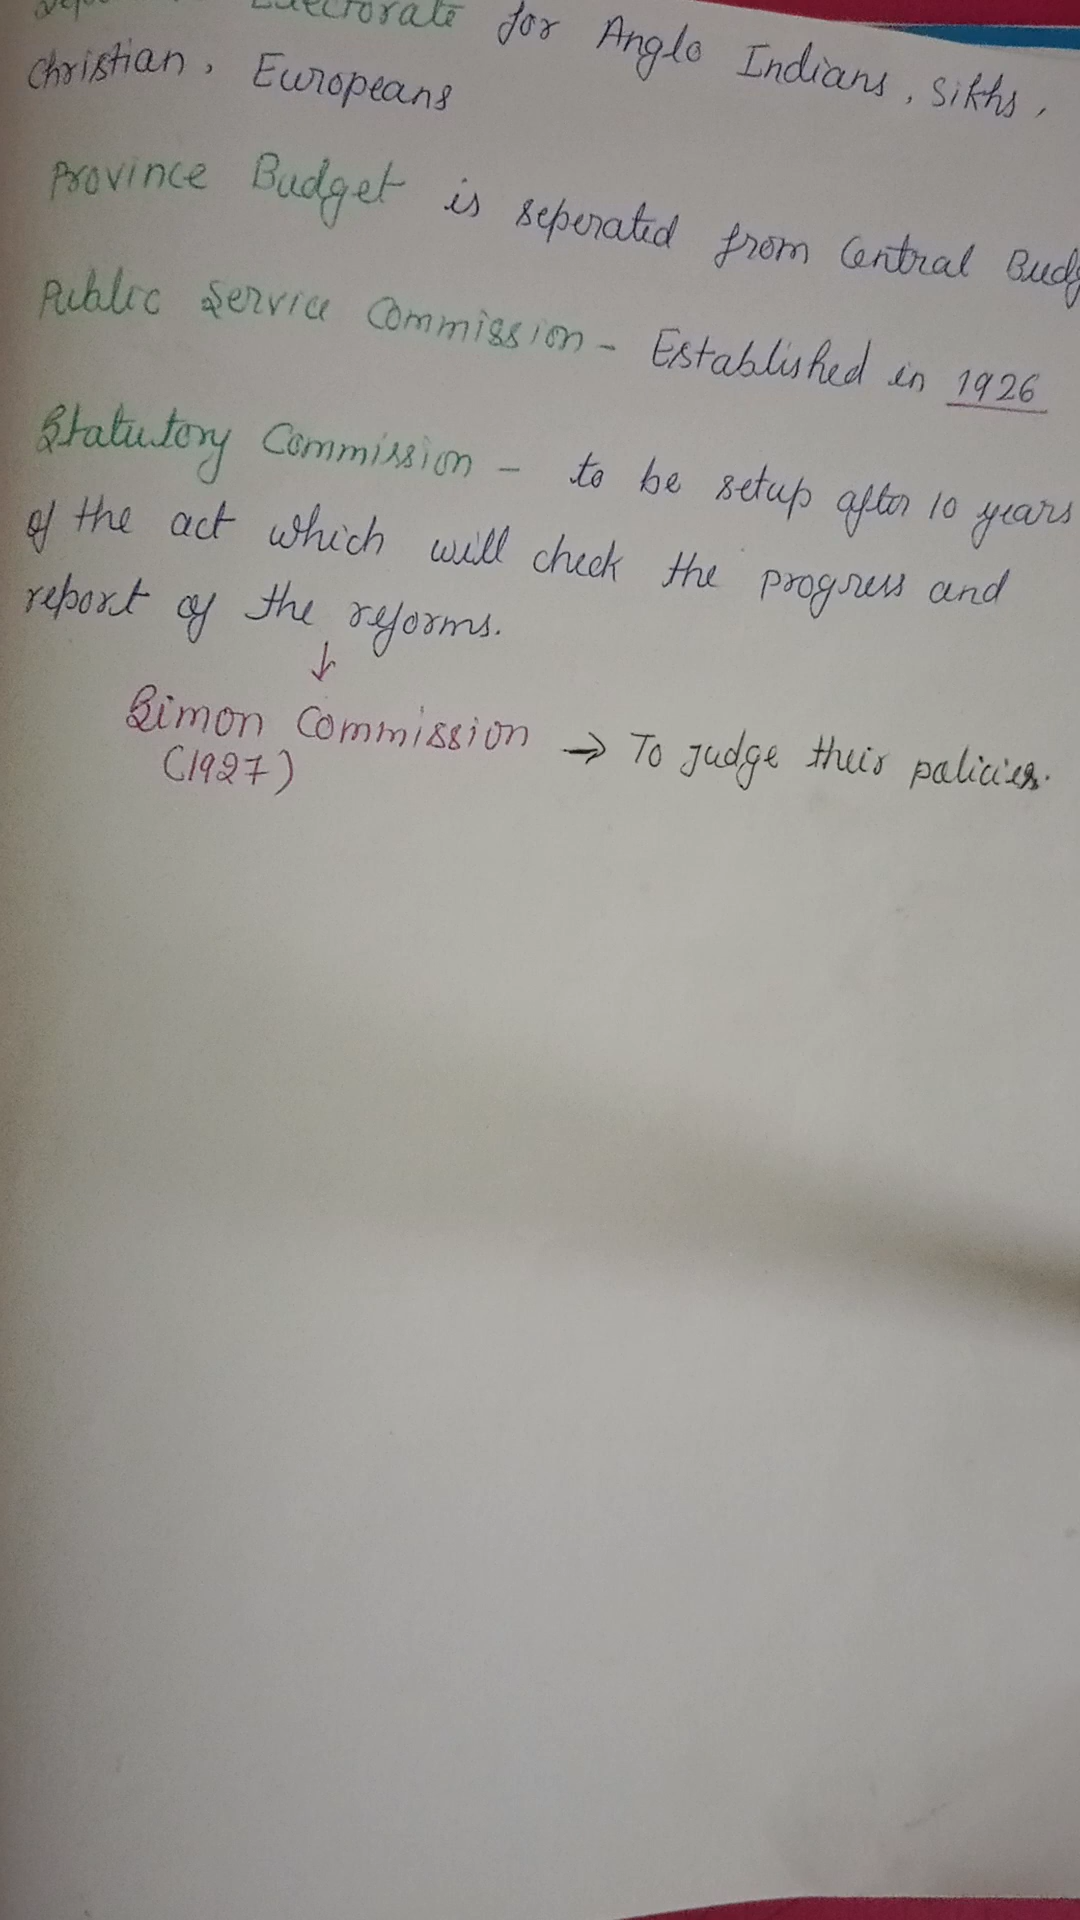 Electorate for Anglo Indians, Sikhs,
Christian, Europeans
Province Budget is seperated from Central
Public Service Commission - Established in 1926
Statutory Commission - to be setup after 10 years
of the act which will check the progress and
report of the reforms.
↓
Simon Commission → To judge their policies.
(1927)